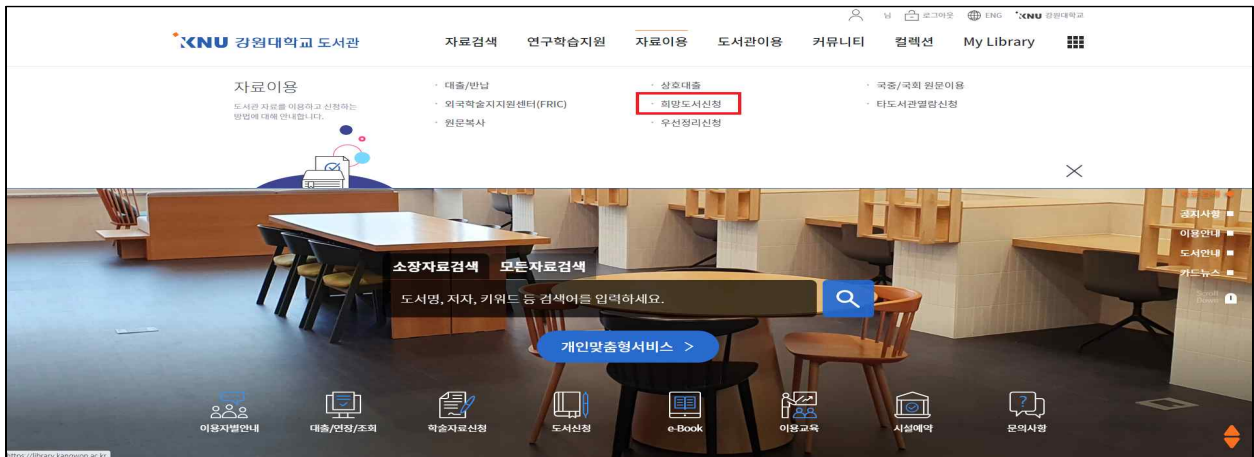 님 로그아웃 ENG KNU 강원대학교
KNU 강원대학교 도서관 자료검색 연구학습지원 자료이용 도서관이용 커뮤니티 컬렉션 My Library
자료이용
도서관 자료를 이용하고 신청하는
방법에 대해 안내합니다.
· 대출/반납
· 외국학술지지원센터(FRIC)
· 원문복사
· 상호대출
· 희망도서신청
· 우선정리신청
· 국중/국회 원문이용
· 타도서관열람신청
공지사항
이용안내
도서안내
카드뉴스
Scroll
Down
소장자료검색 모든자료검색
도서명, 저자, 키워드 등 검색어를 입력하세요.
개인맞춤형서비스 >
이용자별안내 대출/연장/조회 학술자료신청 도서신청 e-Book 이용교육 시설예약 문의사항
https://library.kangwon.ac.kr